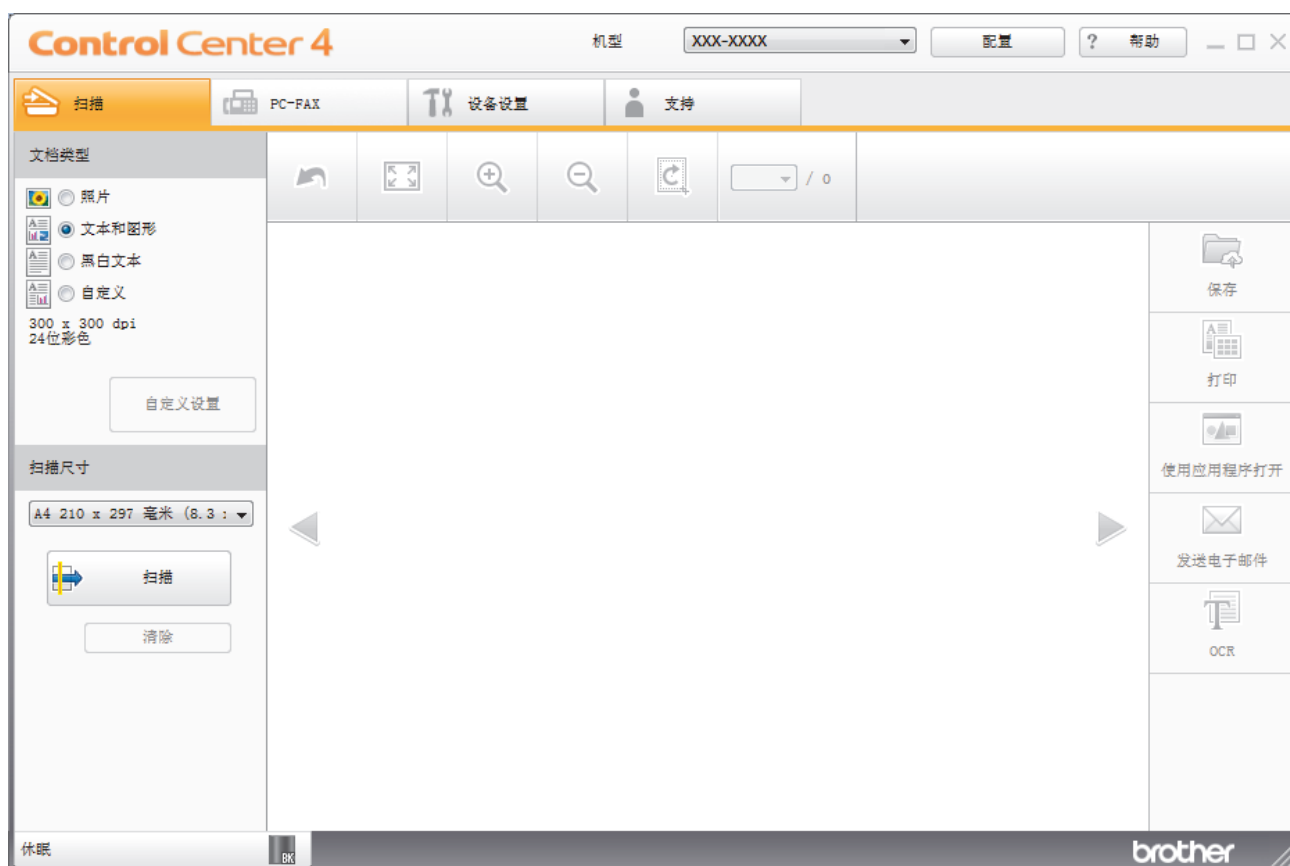 Control Center 4
机型
XXX-XXXX
配置
? 帮助
扫描
PC-FAX
设备设置
支持
文档类型
照片
文本和图形
黑白文本
自定义
300 x 300 dpi
24位彩色
自定义设置
扫描尺寸
A4 210 x 297 毫米 (8.3 :
扫描
清除
/ 0
保存
打印
使用应用程序打开
发送电子邮件
OCR
休眠
BK
brother